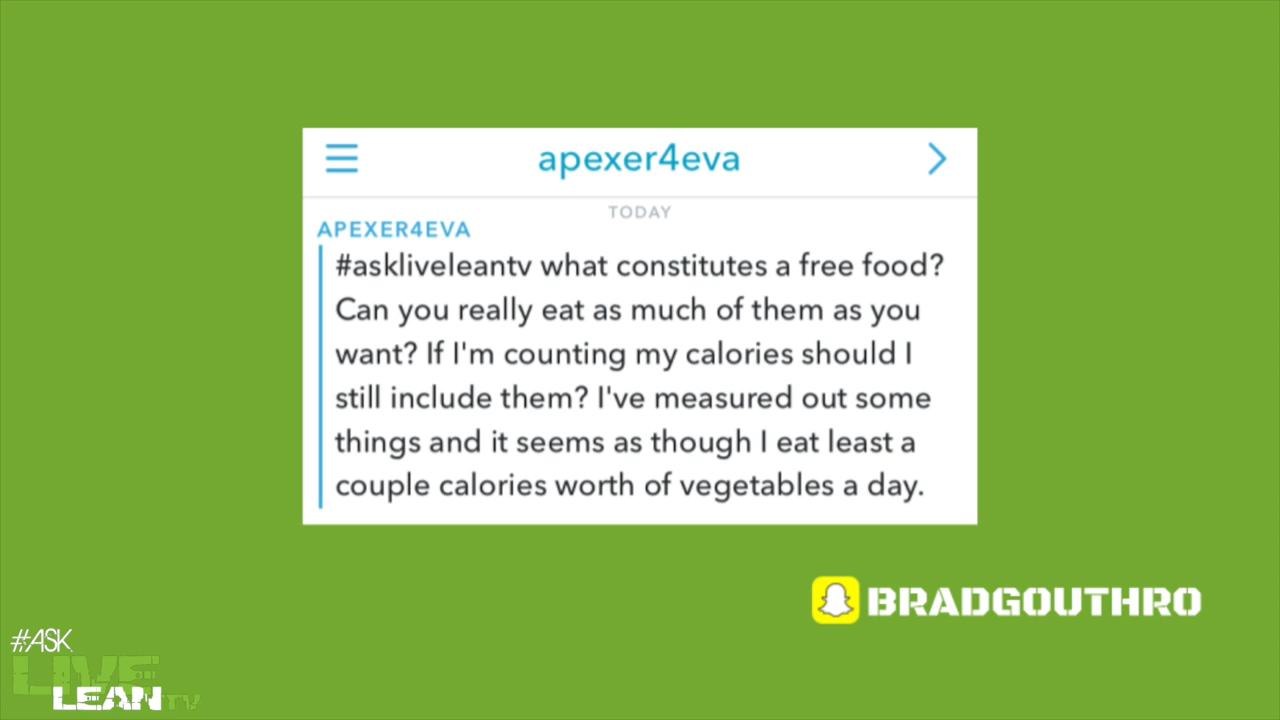 apexer4eva
TODAY
APEXER4EVA
#askliveleantv what constitutes a free food?
Can you really eat as much of them as you
want? If I'm counting my calories should I
still include them? I've measured out some
things and it seems as though I eat least a
couple calories worth of vegetables a day.
BRADGOUTHRO
#ASK
LIVE
LEAN TV